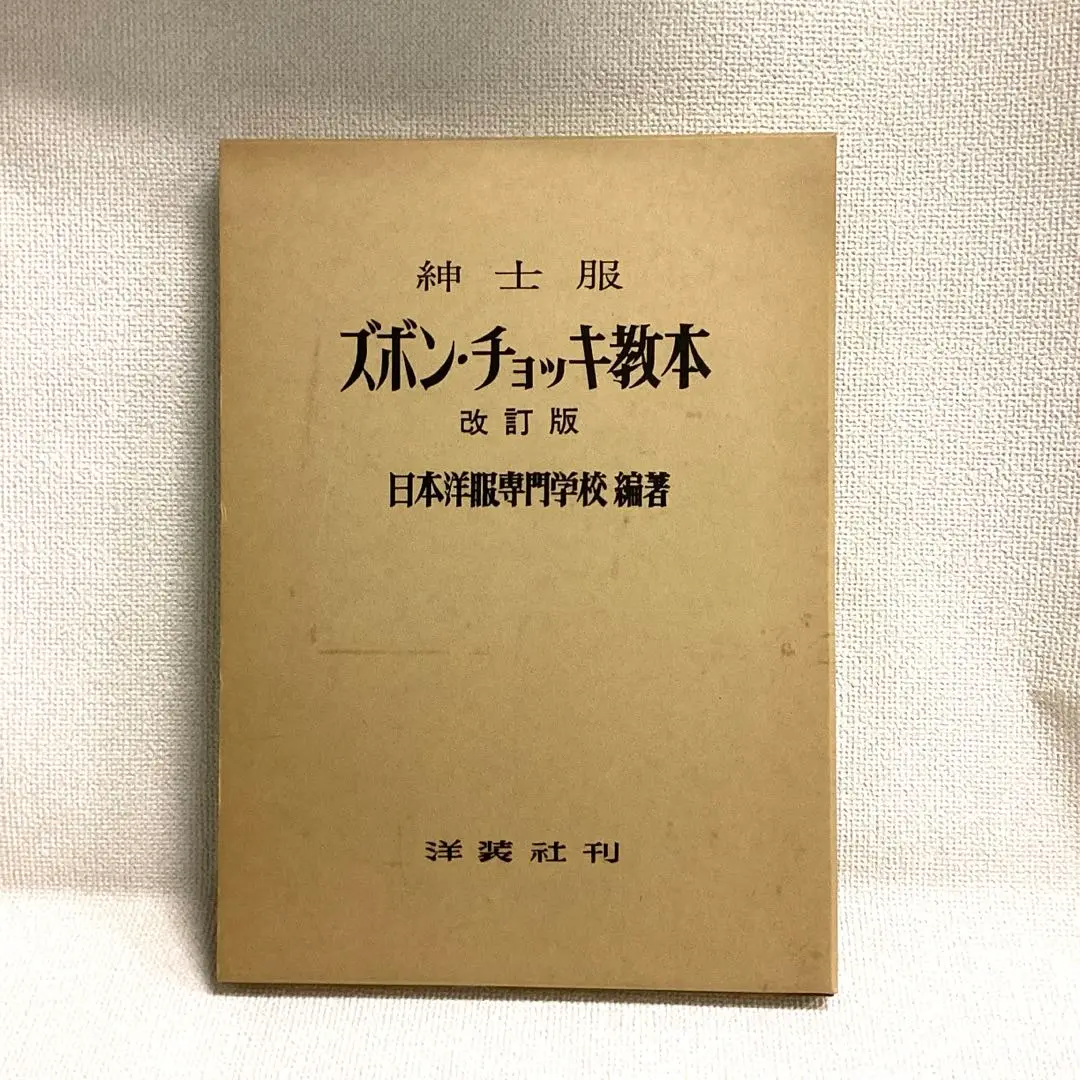 紳士服
ズボン・チョッキ教本
改訂版
日本洋服専門学校 編著
洋装社刊